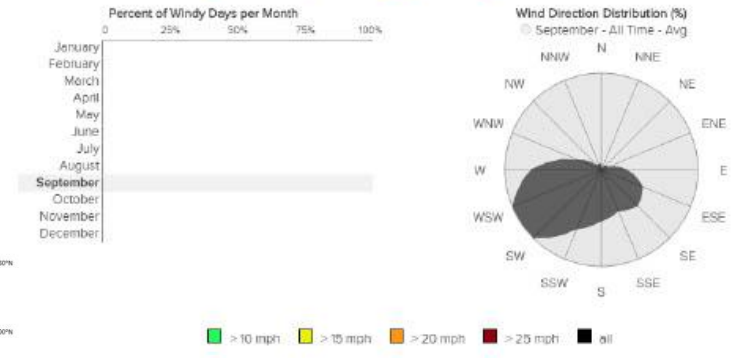 Percent of Windy Days per Month
0 25% 50% 75% 100%
January
February
March
April
May
June
July
August
September
October
November
December
Wind Direction Distribution (%)
September - All Time - Avg
N
NNW NNE
NW NE
WNW ENE
W E
WSW ESE
SW SE
SSW SSE
S
>10 mph >15 mph >20 mph >25 mph all